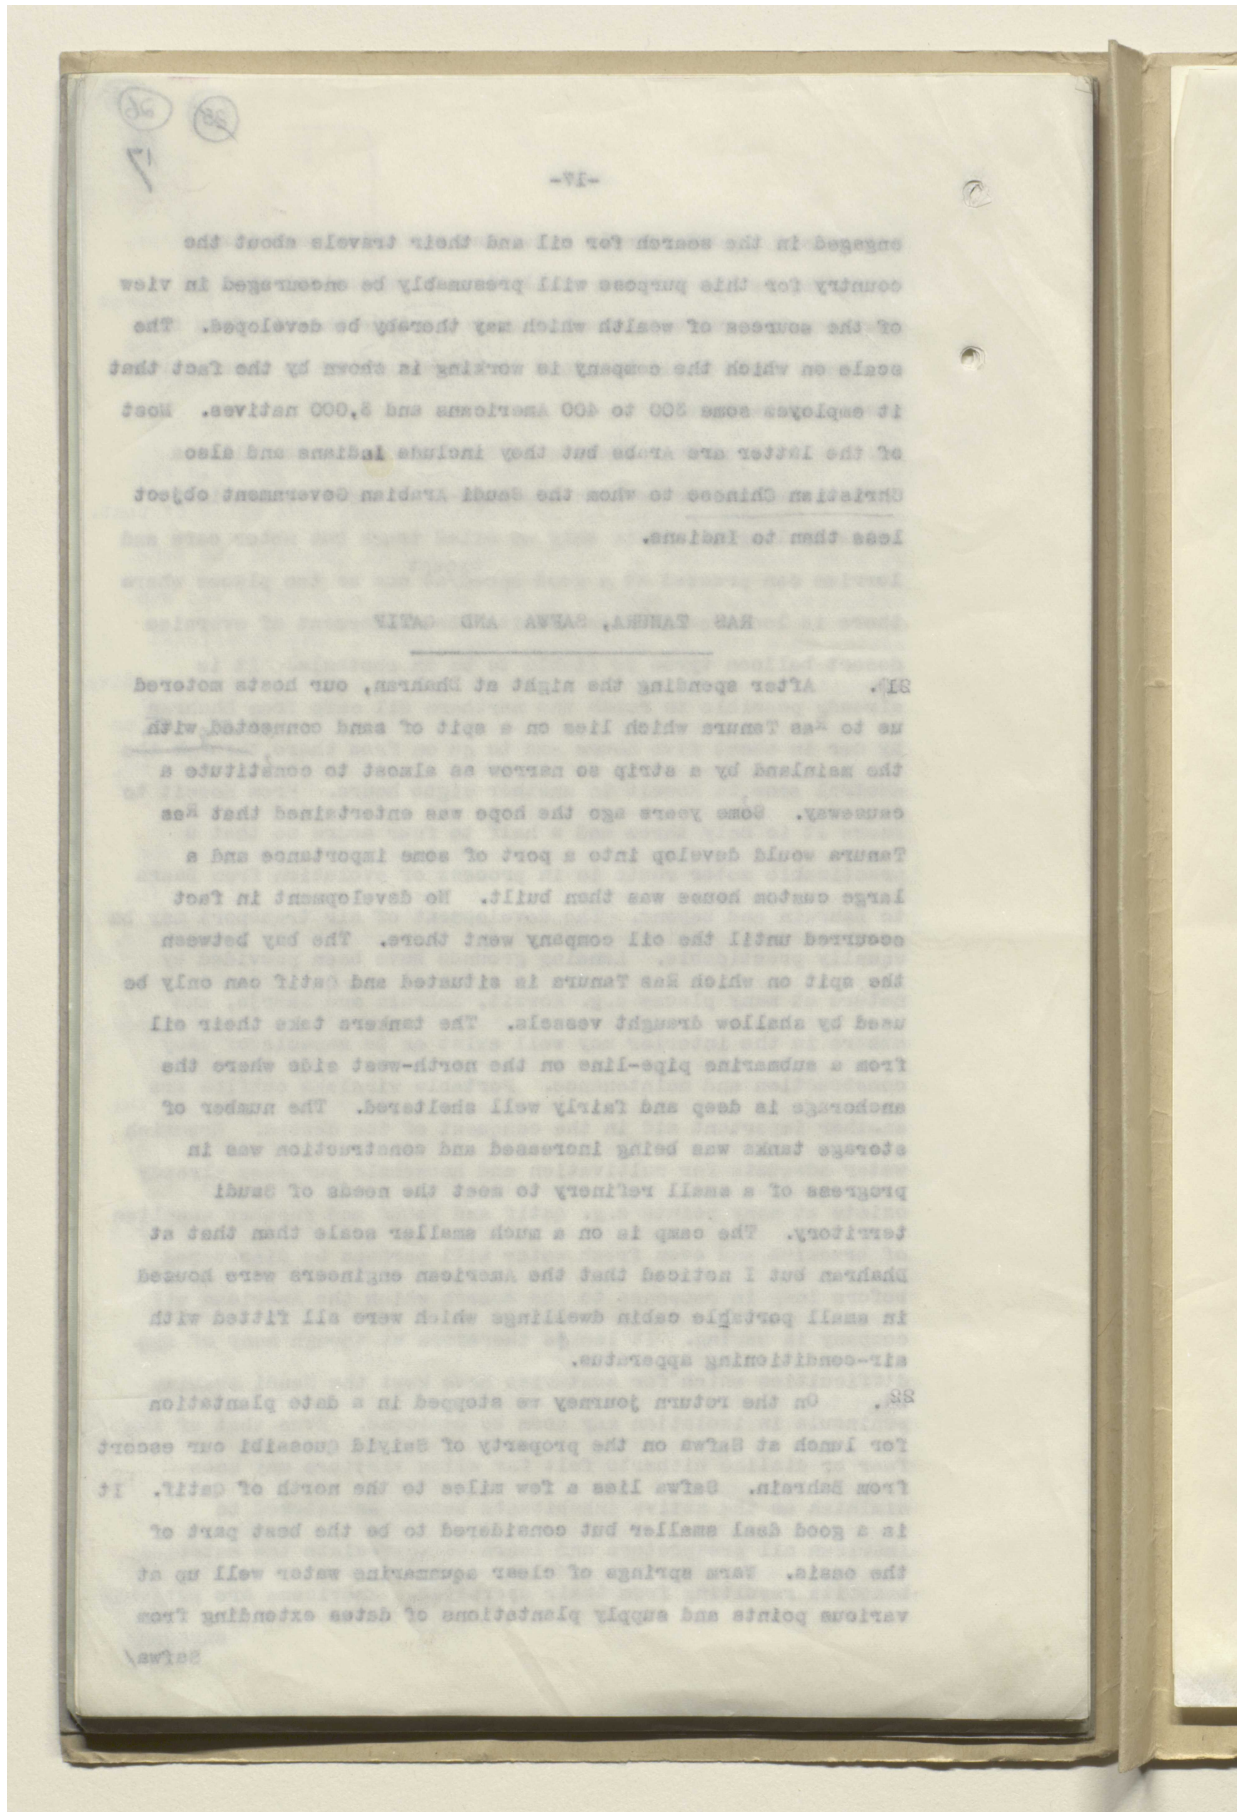 26 25
17
-17-
engaged in the search for oil and their travels about the
country for this purpose will presumably be encouraged in view
of the sources of wealth which may thereby be developed. The
scale on which the company is working is shown by the fact that
it employes some 300 to 400 Americans and 3,000 natives. Most
of the latter are Arabs but they include Indians and also
Christian Chinese to whom the Saudi Arabian Government object
less than to Indians.
RAS TANURA, SAFWA AND QATIF
21. After spending the night at Dhahran, our hosts motored
us to Ras Tanura which lies on a spit of sand connected with
the mainland by a strip so narrow as almost to constitute a
causeway. Some years ago the hope was entertained that Ras
Tanura would develop into a port of some importance and a
large custom house was then built. No development in fact
occurred until the oil company went there. The bay between
the spit on which Ras Tanura is situated and Qatif can only be
used by shallow draught vessels. The tankers take their oil
from a submarine pipe-line on the north-west side where the
anchorage is deep and fairly well sheltered. The number of
storage tanks was being increased and construction was in
progress of a small refinery to meet the needs of Saudi
territory. The camp is on a much smaller scale than that at
Dhahran but I noticed that the American engineers were housed
in small portable cabin dwellings which were all fitted with
air-conditioning apparatus.
22. On the return journey we stopped in a date plantation
for lunch at Safwa on the property of Saiyid Qusaibi our escort
from Bahrain. Safwa lies a few miles to the north of Qatif. It
is a good deal smaller but considered to be the best part of
the oasis. Warm springs of clear aquamarine water well up at
various points and supply plantations of dates extending from
Safwa/